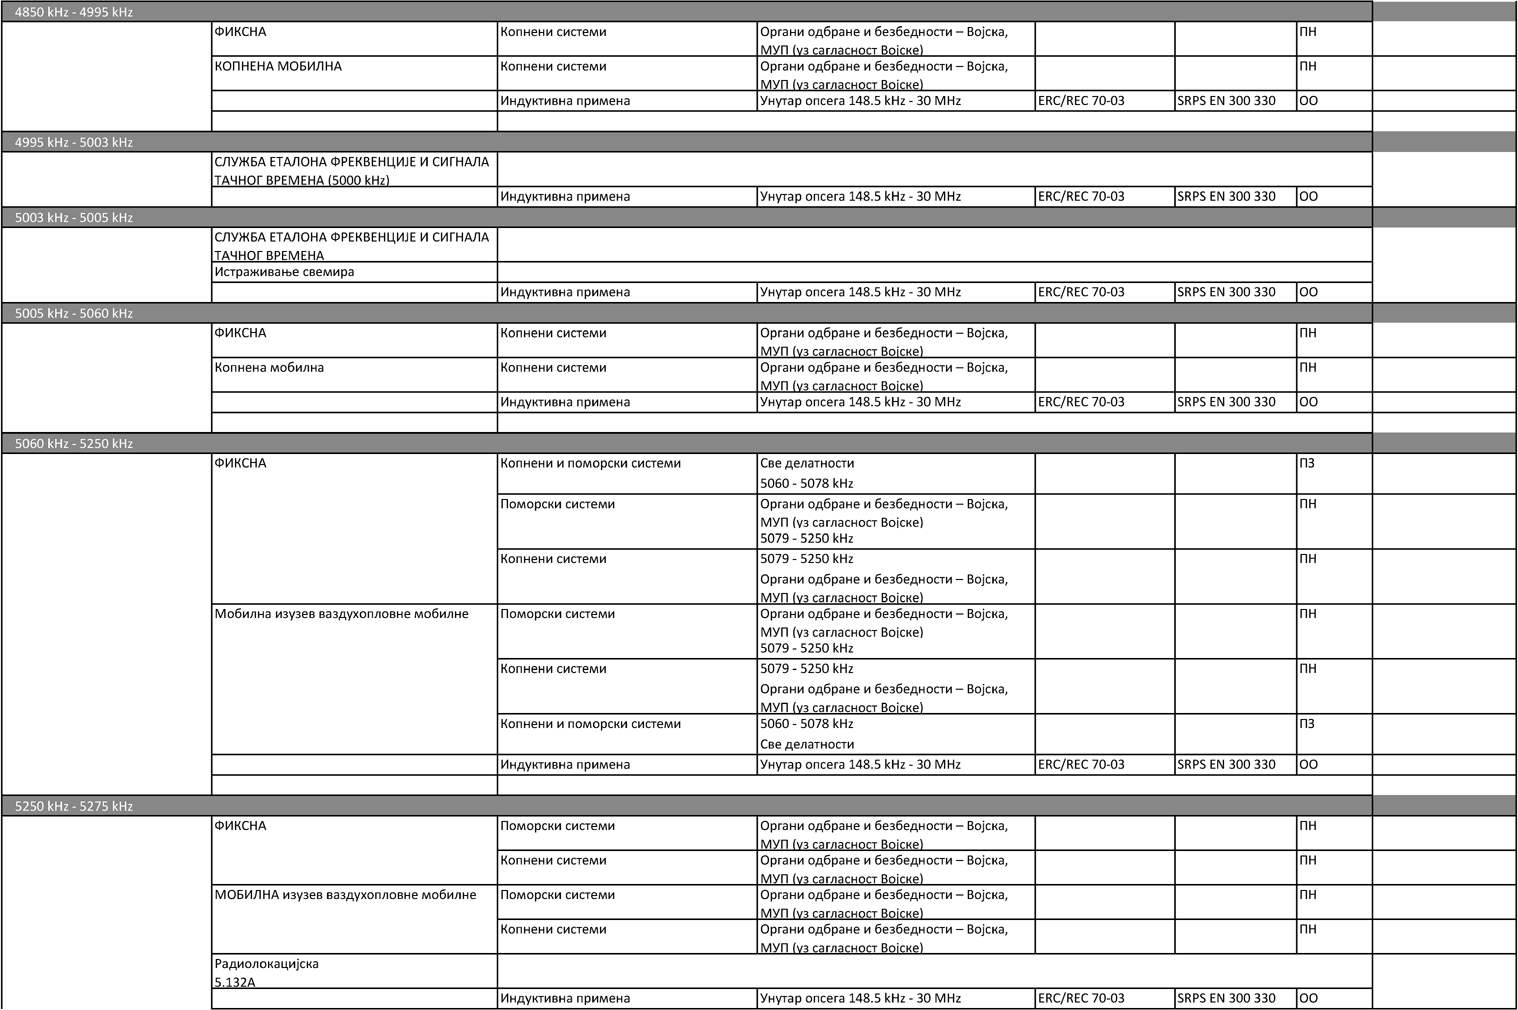 4850 kHz - 4995 kHz
ФИКСНА Копнени системи Органи одбране и безбедности – Војска, ПН
МУП (уз сагласност Војске)
КОПНЕНА МОБИЛНА Копнени системи Органи одбране и безбедности – Војска, ПН
МУП (уз сагласност Војске)
Индуктивна примена Унутар опсега 148.5 kHz - 30 MHz ERC/REC 70-03 SRPS EN 300 330 ОО
4995 kHz - 5003 kHz
СЛУЖБА ЕТАЛОНА ФРЕКВЕНЦИЈЕ И СИГНАЛА
ТАЧНОГ ВРЕМЕНА (5000 kHz)
Индуктивна примена Унутар опсега 148.5 kHz - 30 MHz ERC/REC 70-03 SRPS EN 300 330 ОО
5003 kHz - 5005 kHz
СЛУЖБА ЕТАЛОНА ФРЕКВЕНЦИЈЕ И СИГНАЛА
ТАЧНОГ ВРЕМЕНА
Истраживање свемира
Индуктивна примена Унутар опсега 148.5 kHz - 30 MHz ERC/REC 70-03 SRPS EN 300 330 ОО
5005 kHz - 5060 kHz
ФИКСНА Копнени системи Органи одбране и безбедности – Војска, ПН
МУП (уз сагласност Војске)
Копнена мобилна Копнени системи Органи одбране и безбедности – Војска, ПН
МУП (уз сагласност Војске)
Индуктивна примена Унутар опсега 148.5 kHz - 30 MHz ERC/REC 70-03 SRPS EN 300 330 ОО
5060 kHz - 5250 kHz
ФИКСНА Копнени и поморски системи Све делатности ПЗ
5060 - 5078 kHz
Поморски системи Органи одбране и безбедности – Војска, ПН
МУП (уз сагласност Војске)
5079 - 5250 kHz
Копнени системи 5079 - 5250 kHz ПН
Органи одбране и безбедности – Војска,
МУП (уз сагласност Војске)
Мобилна изузев ваздухопловне мобилне Поморски системи Органи одбране и безбедности – Војска, ПН
МУП (уз сагласност Војске)
5079 - 5250 kHz
Копнени системи 5079 - 5250 kHz ПН
Органи одбране и безбедности – Војска,
МУП (уз сагласност Војске)
Копнени и поморски системи 5060 - 5078 kHz ПЗ
Све делатности
Индуктивна примена Унутар опсега 148.5 kHz - 30 MHz ERC/REC 70-03 SRPS EN 300 330 ОО
5250 kHz - 5275 kHz
ФИКСНА Поморски системи Органи одбране и безбедности – Војска, ПН
МУП (уз сагласност Војске)
Копнени системи Органи одбране и безбедности – Војска, ПН
МУП (уз сагласност Војске)
МОБИЛНА изузев ваздухопловне мобилне Поморски системи Органи одбране и безбедности – Војска, ПН
МУП (уз сагласност Војске)
Копнени системи Органи одбране и безбедности – Војска, ПН
МУП (уз сагласност Војске)
Радиолокацијска
5.132A
Индуктивна примена Унутар опсега 148.5 kHz - 30 MHz ERC/REC 70-03 SRPS EN 300 330 ОО